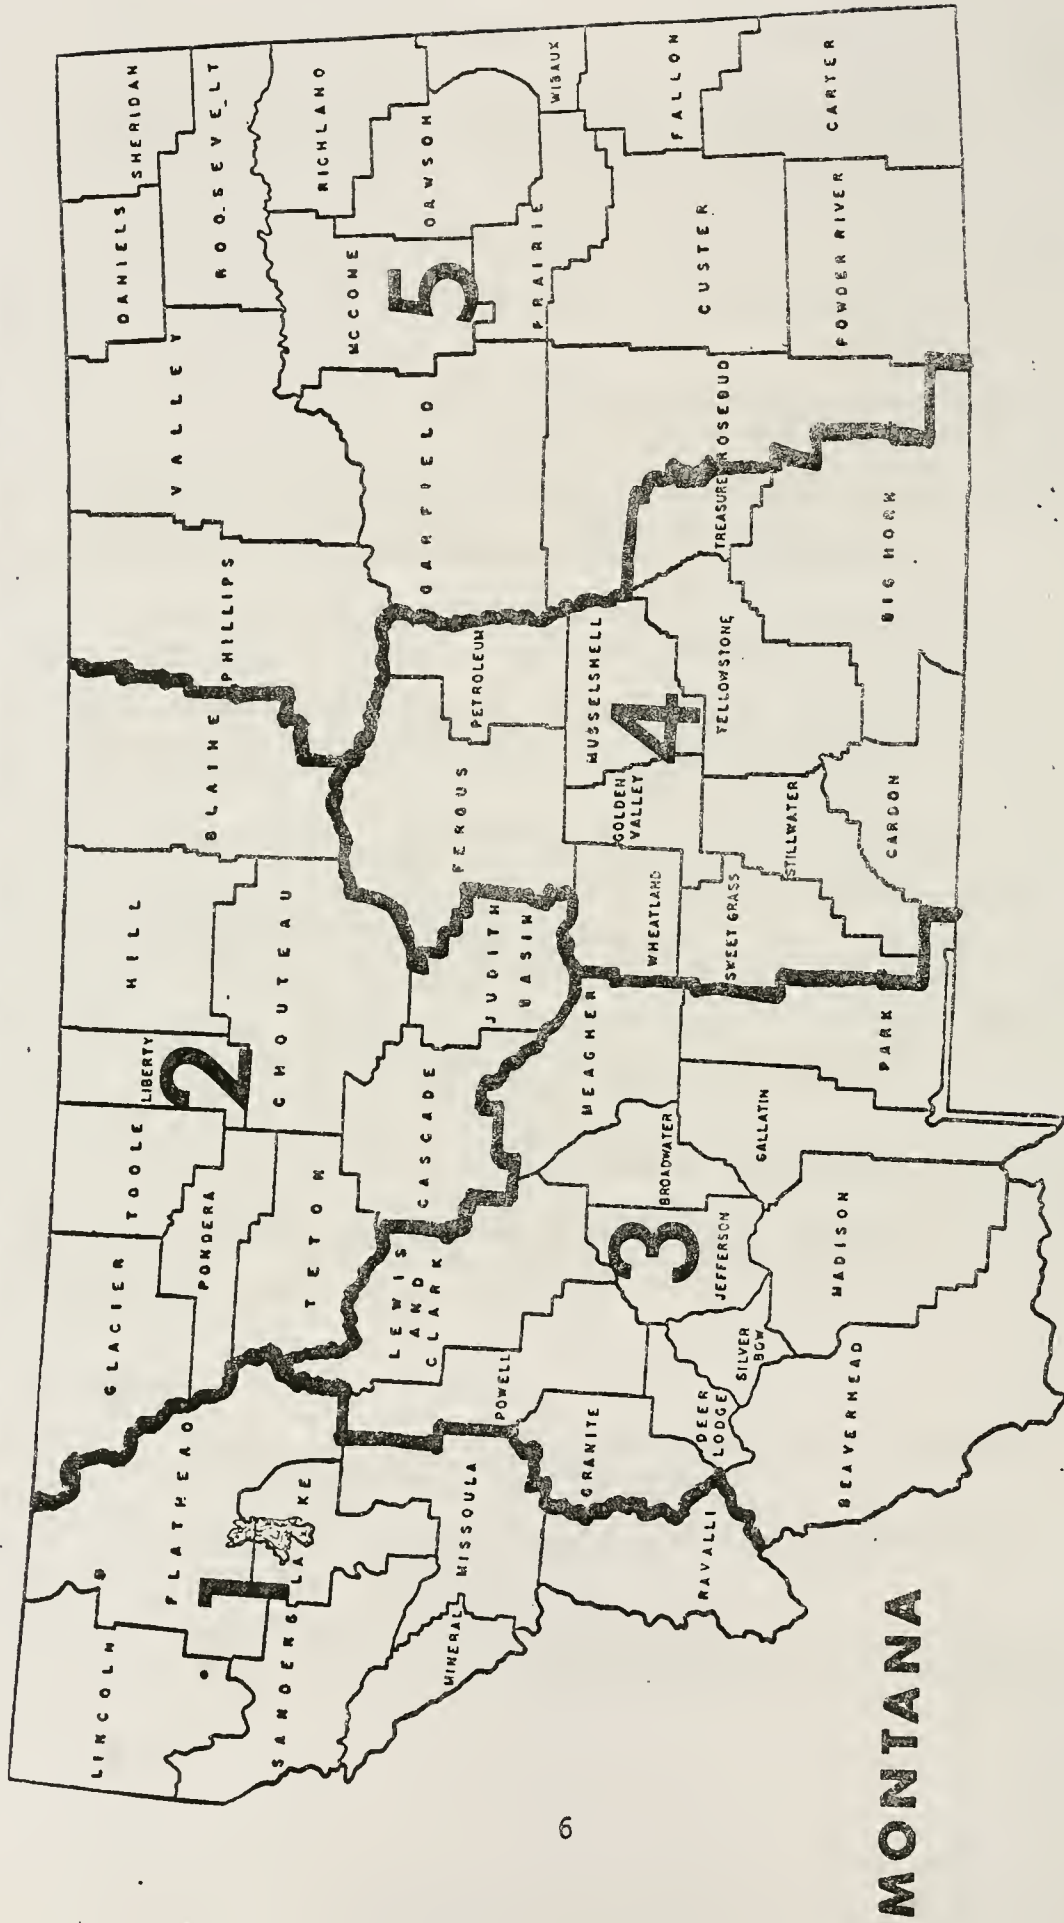 LINCOLN
FLATHEAD
GLACIER
TOOLE
LIBERTY
HILL
BLAINE
PHILLIPS
VALLEY
DANIELS
SHERIDAN
ROOSEVELT
SANDERS
LAKE
1
PONDERA
2
CHOUTEAU
TETON
RICHLAND
MCCONE
DAWSON
5
GARFIELD
PRAIRIE
WIBAUX
MINERAL
MISSOULA
POWELL
LEWIS
AND
CLARK
CASCADE
JUDITH
BASIN
FERGUS
PETROLEUM
RAVALLI
GRANITE
DEER
LODGE
SILVER
BOW
3
JEFFERSON
BROADWATER
MEAGHER
WHEATLAND
GOLDEN
VALLEY
MUSSELSHELL
4
TREASURE
ROSEBUD
CUSTER
FALLON
BEAVERHEAD
MADISON
GALLATIN
PARK
SWEET GRASS
STILLWATER
YELLOWSTONE
CARDON
BIG HORN
POWDER RIVER
CARTER
MONTANA
6